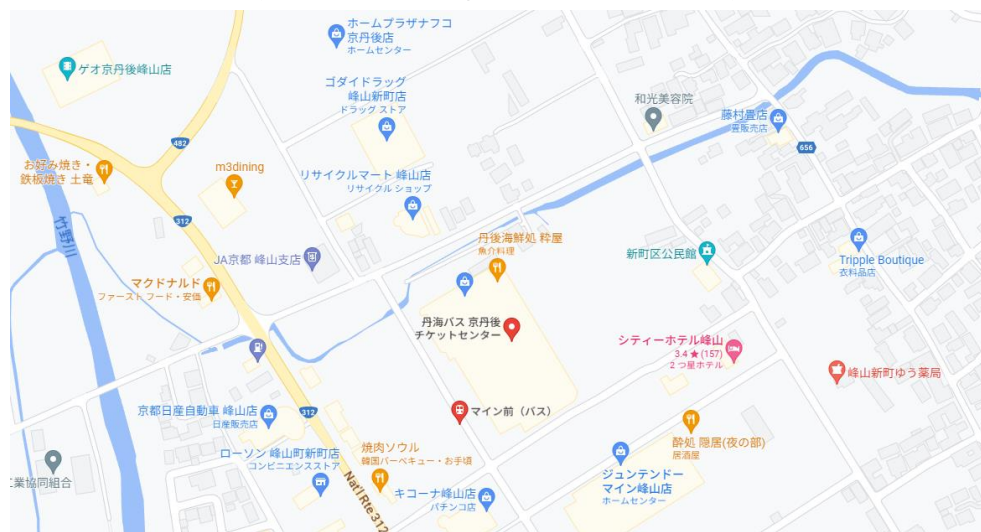 ホームプラザナフコ
京丹後店
ホームセンター
ゲオ京丹後峰山店
ゴダイドラッグ
峰山新町店
ドラッグ ストア
和光美容院
藤村畳店
畳販売店
482
656
お好み焼き・
鉄板焼き 土竜
m3dining
リサイクルマート 峰山店
リサイクル ショップ
312
竹野川
丹後海鮮処 粋屋
魚介料理
新町区公民館
Tripple Boutique
衣料品店
JA京都 峰山支店
マクドナルド
ファースト フード・安価
丹海バス 京丹後
チケットセンター
シティーホテル峰山
3.4 ★ (157)
2 つ星ホテル
峰山新町ゆう薬局
京都日産自動車 峰山店
日産販売店
312
マイン前（バス）
酔処 隠居(夜の部)
居酒屋
焼肉ソウル
韓国バーベキュー・お手頃
ローソン 峰山町新町店
コンビニエンスストア
工業協同組合
Nat'l Rte 312
キコーナ峰山店
パチンコ店
ジュンテンドー
マイン峰山店
ホームセンター